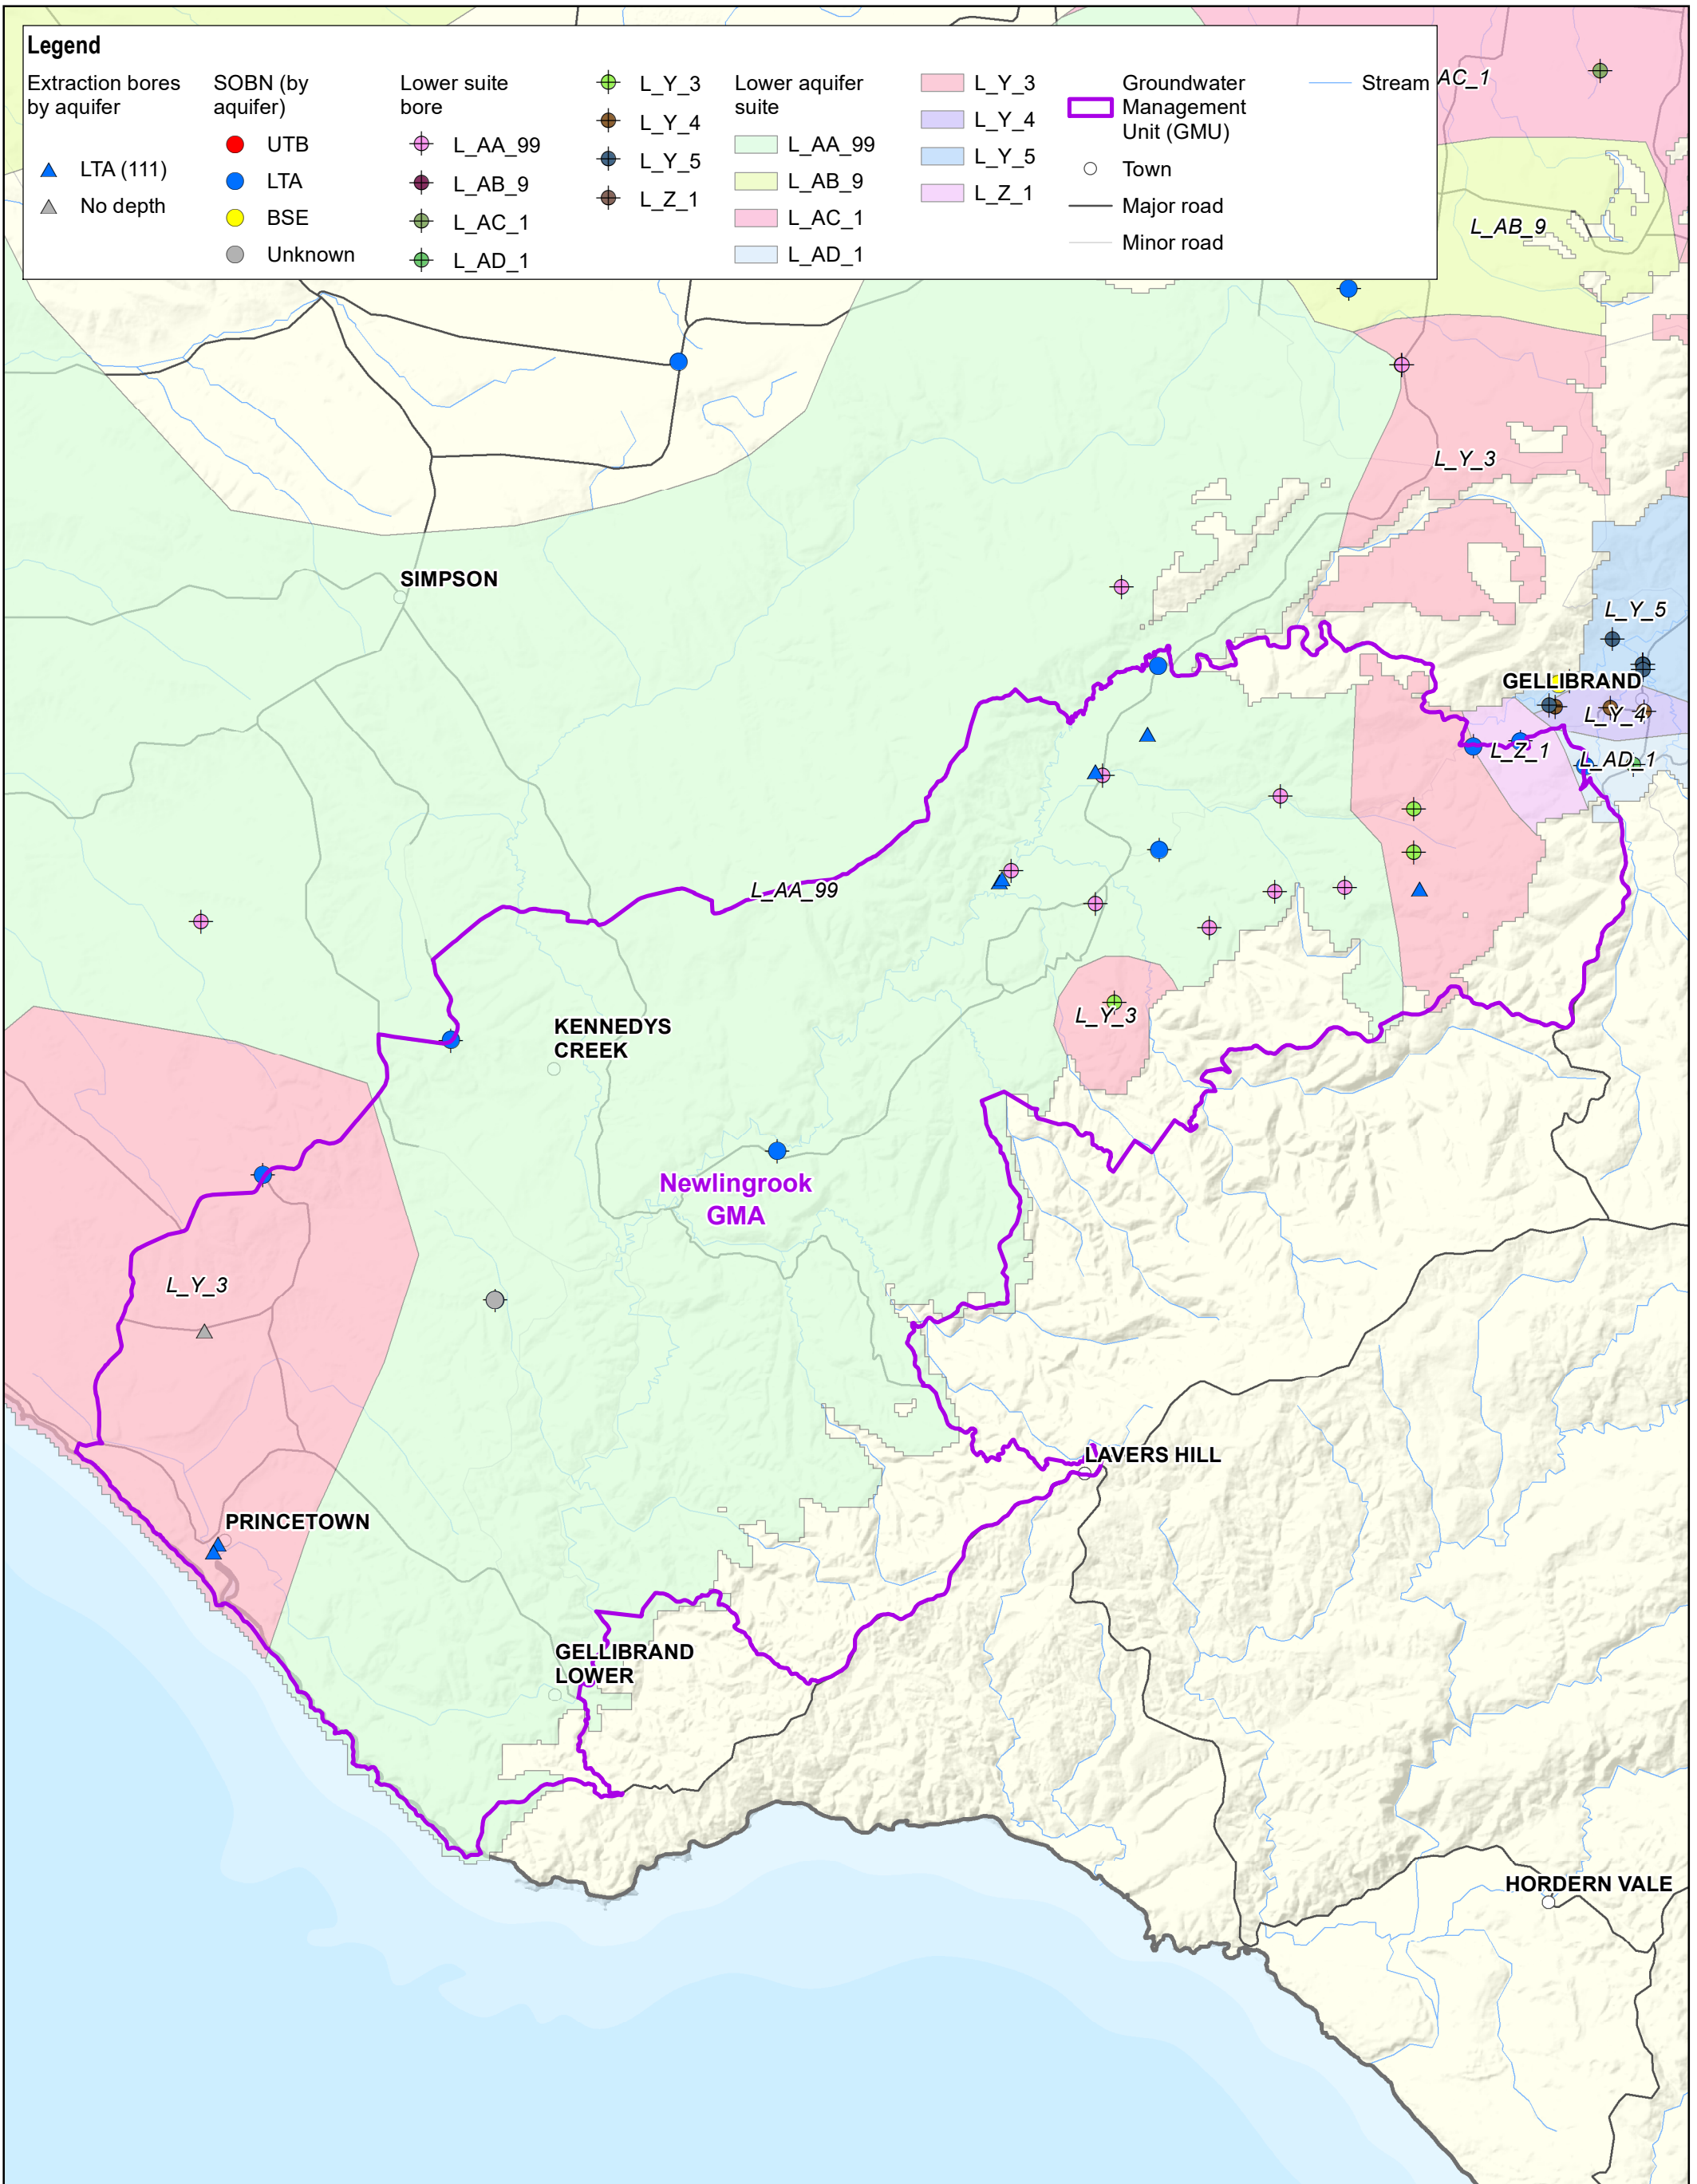 Legend
Extraction bores
by aquifer
LTA (111)
No depth
SOBN (by
aquifer)
UTB
LTA
BSE
Unknown
Lower suite
bore
L_AA_99
L_AB_9
L_AC_1
L_AD_1
L_Y_3
L_Y_4
L_Y_5
L_Z_1
Lower aquifer
suite
L_AA_99
L_AB_9
L_AC_1
L_AD_1
L_Y_3
L_Y_4
L_Y_5
L_Z_1
Groundwater
Management
Unit (GMU)
Town
Major road
Minor road
Stream
AC_1
L_AB_9
L_Y_3
SIMPSON
L_Y_5
GELLIBRAND
L_Y_4
L_Z_1
L_AD_1
L_AA_99
L_Y_3
KENNEDYS
CREEK
Newlingrook
GMA
L_Y_3
LAVERS HILL
PRINCETOWN
GELLIBRAND
LOWER
HORDERN VALE